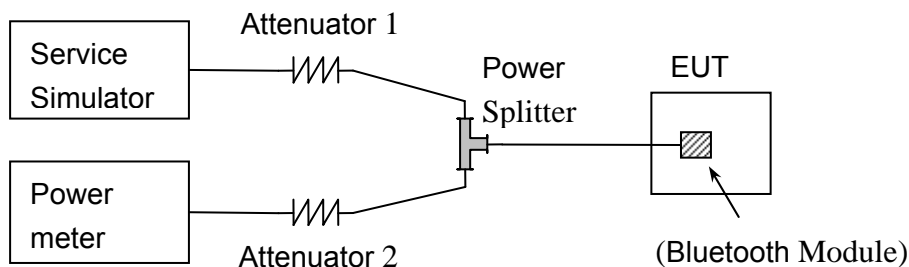 Attenuator 1
Service
Simulator
Power
Splitter
EUT
Power
meter
Attenuator 2
(Bluetooth Module)